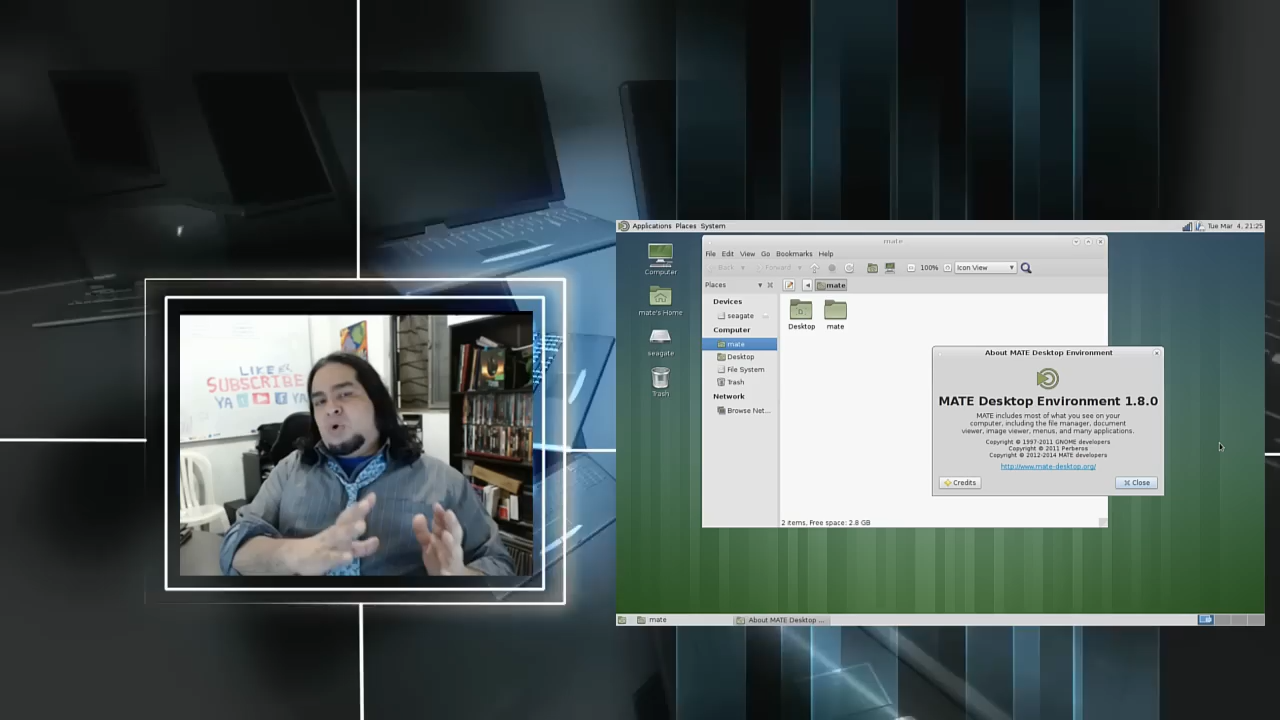 LIKE
SUBSCRIBE
YA
Applications Places System
Tue Mar 4, 21:25
Computer
mate's Home
seagate
Trash
mate
File Edit View Go Bookmarks Help
Back Forward 100% Icon View
Places mate
Devices
seagate
Computer
mate
Desktop
File System
Trash
Network
Browse Net...
Desktop mate
About MATE Desktop Environment
MATE Desktop Environment 1.8.0
MATE includes most of what you see on your
computer, including the file manager, document
viewer, image viewer, menus, and many applications.
Copyright © 1997-2011 GNOME developers
Copyright © 2011 Perberos
Copyright © 2012-2014 MATE developers
http://www.mate-desktop.org/
Credits Close
2 items, Free space: 2.8 GB
mate About MATE Desktop ...